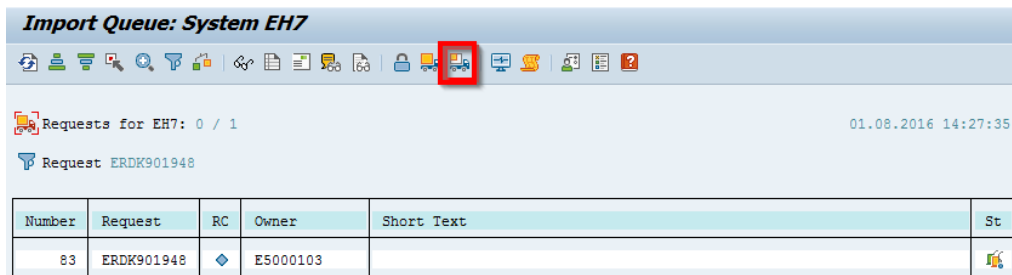 Import Queue: System EH7
Requests for EH7: 0 / 1
01.08.2016 14:27:35
Request ERDK901948
Number Request RC Owner Short Text St
83 ERDK901948 E5000103